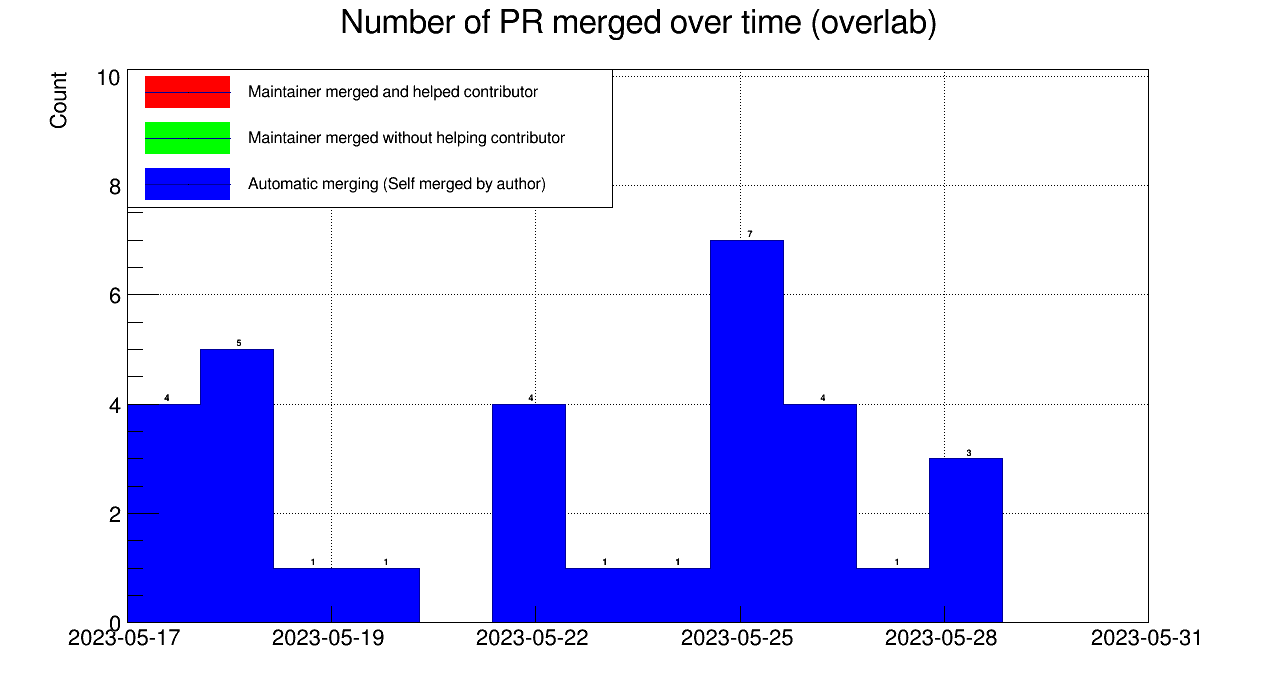 Number of PR merged over time (overlab)
Count
10
8
6
4
2
0
Maintainer merged and helped contributor
Maintainer merged without helping contributor
Automatic merging (Self merged by author)
4
5
1
1
4
1
1
7
4
1
3
2023-05-17 2023-05-19 2023-05-22 2023-05-25 2023-05-28 2023-05-31